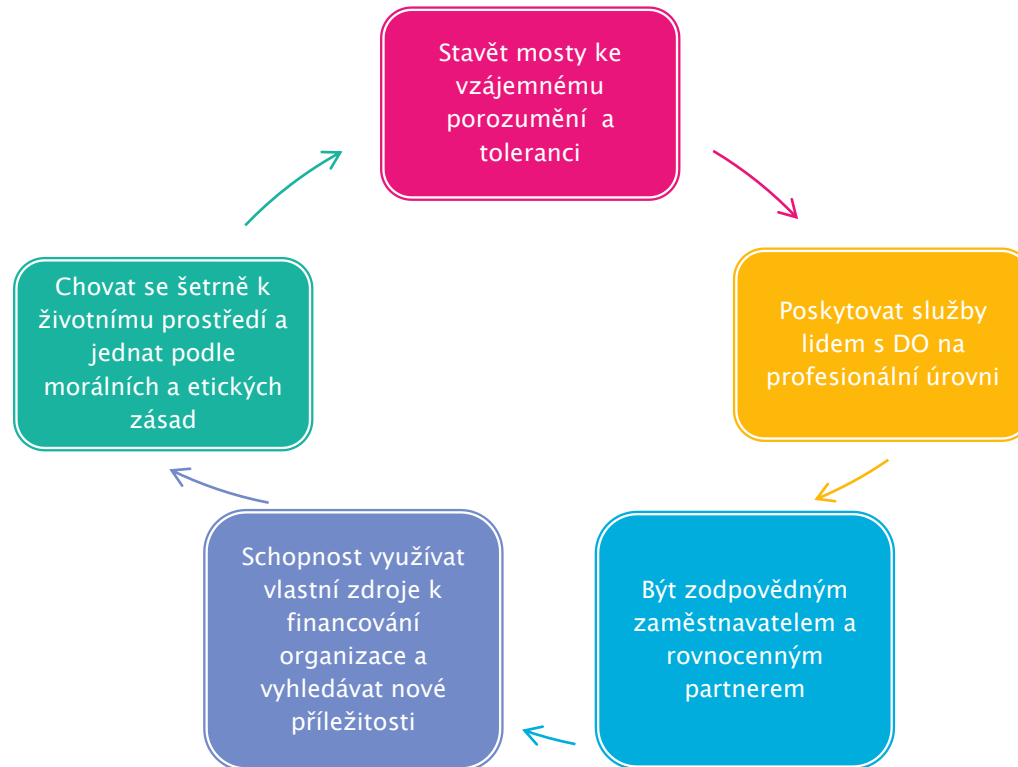 Stavět mosty ke
vzájemnému
porozumění  a
toleranci
Poskytovat služby
lidem s DO na
profesionální úrovni
Být zodpovědným
zaměstnavatelem a
rovnocenným
partnerem
Schopnost využívat
vlastní zdroje k
financování
organizace a
vyhledávat nové
příležitosti
Chovat se šetrně k
životnímu prostředí a
jednat podle
morálních a etických
zásad